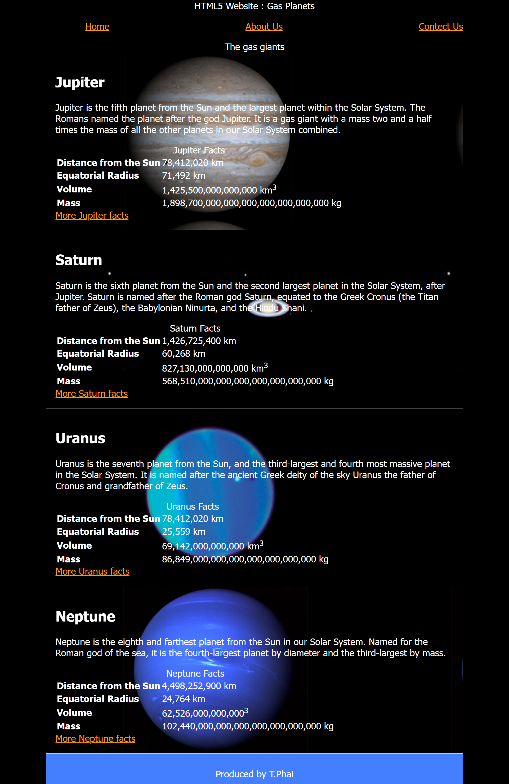 HTML5 Website : Gas Planets
Home About Us Contect Us
The gas giants
Jupiter
Jupiter is the fifth planet from the Sun and the largest planet within the Solar System. The
Romans named the planet after the god Jupiter. It is a gas giant with a mass two and a half
times the mass of all the other planets in our Solar System combined.
Jupiter Facts
Distance from the Sun 78,412,020 km
Equatorial Radius 71,492 km
Volume 1,425,500,000,000,000 km³
Mass 1,898,700,000,000,000,000,000,000,000 kg
More Jupiter facts
Saturn
Saturn is the sixth planet from the Sun and the second largest planet in the Solar System, after
Jupiter. Saturn is named after the Roman god Saturn, equated to the Greek Cronus (the Titan
father of Zeus), the Babylonian Ninurta, and the Hindu Shani.
Saturn Facts
Distance from the Sun 1,426,725,400 km
Equatorial Radius 60,268 km
Volume 827,130,000,000,000 km³
Mass 568,510,000,000,000,000,000,000,000 kg
More Saturn facts
Uranus
Uranus is the seventh planet from the Sun, and the third-largest and fourth most massive planet
in the Solar System. It is named after the ancient Greek deity of the sky Uranus the father of
Cronus and grandfather of Zeus.
Uranus Facts
Distance from the Sun 78,412,020 km
Equatorial Radius 25,559 km
Volume 69,142,000,000,000 km³
Mass 86,849,000,000,000,000,000,000,000 kg
More Uranus facts
Neptune
Neptune is the eighth and farthest planet from the Sun in our Solar System. Named for the
Roman god of the sea, it is the fourth-largest planet by diameter and the third-largest by mass.
Neptune Facts
Distance from the Sun 4,498,252,900 km
Equatorial Radius 24,764 km
Volume 62,526,000,000,000³
Mass 102,440,000,000,000,000,000,000,000 kg
More Neptune facts
Produced by T.Phai